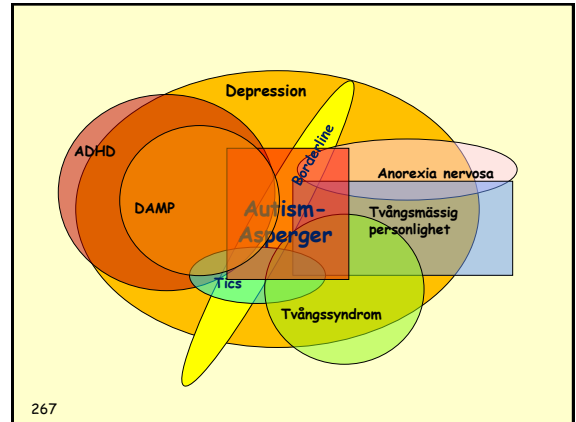 Depression
Borderline
ADHD
Anorexia nervosa
DAMP
Autism-
Asperger
Tvångsmässig
personlighet
Tics
Tvångssyndrom
267